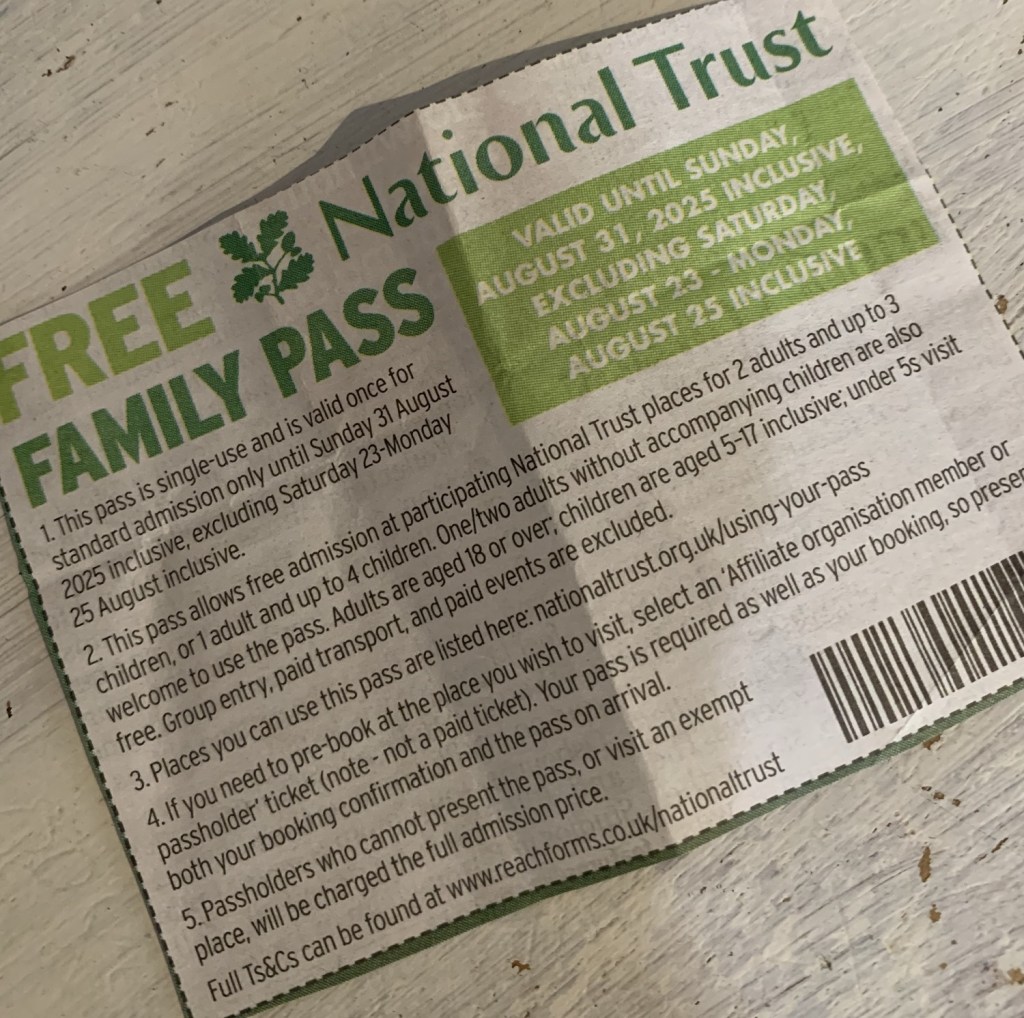 National Trust
FREE
FAMILY PASS
VALID UNTIL SUNDAY,
AUGUST 31, 2025 INCLUSIVE,
EXCLUDING SATURDAY,
AUGUST 23 - MONDAY,
AUGUST 25 INCLUSIVE
1. This pass is single-use and is valid once for
standard admission only until Sunday 31 August
2025 inclusive, excluding Saturday 23-Monday
25 August inclusive.
2. This pass allows free admission at participating National Trust places for 2 adults and up to 3
children, or 1 adult and up to 4 children. One/two adults without accompanying children are also
welcome to use the pass. Adults are aged 18 or over; children are aged 5-17 inclusive; under 5s visit
free. Group entry, paid transport, and paid events are excluded.
3. Places you can use this pass are listed here: nationaltrust.org.uk/using-your-pass
4. If you need to pre-book at the place you wish to visit, select an ‘Affiliate organisation member or
passholder’ ticket (note - not a paid ticket). Your pass is required as well as your booking, so presen
both your booking confirmation and the pass on arrival.
5. Passholders who cannot present the pass, or visit an exempt
place, will be charged the full admission price.
Full Ts&Cs can be found at www.reachforms.co.uk/nationaltrust